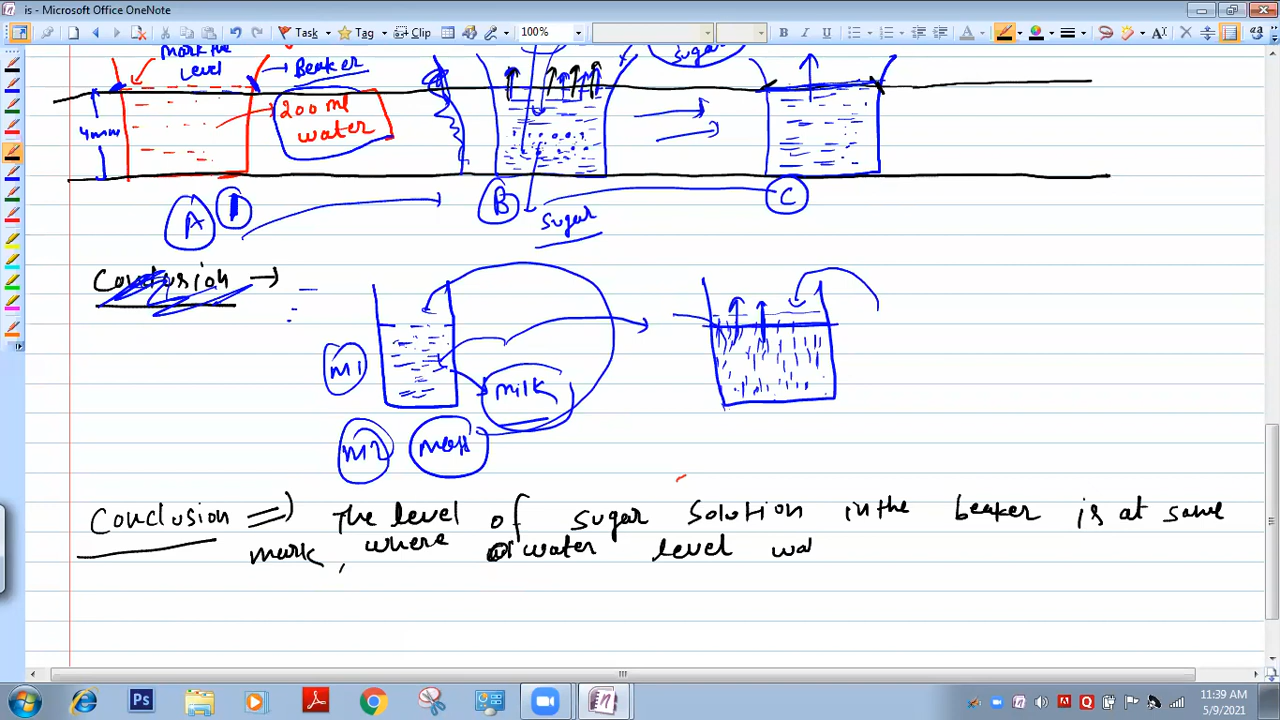 is - Microsoft Office OneNote
Task
Tag
100%
B I U
mark the
level
Beaker
sugar
4mm
200 ml
water
A
B
C
sugar
Conclusion →
m1
milk
m2
mass
Conclusion ⇒ The level of sugar solution in the beaker is at same
mark, where water level wa
11:39 AM
5/9/2021